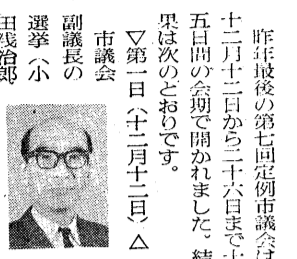 昨年最後の第七回定例市議会は
十二月十二日から二十六日まで十
五日間の会期で開かれました。結
果は次のとおりです。
▽第一日(十二月十二日)△
市議会
副議長の
選挙(小
田桟治郎